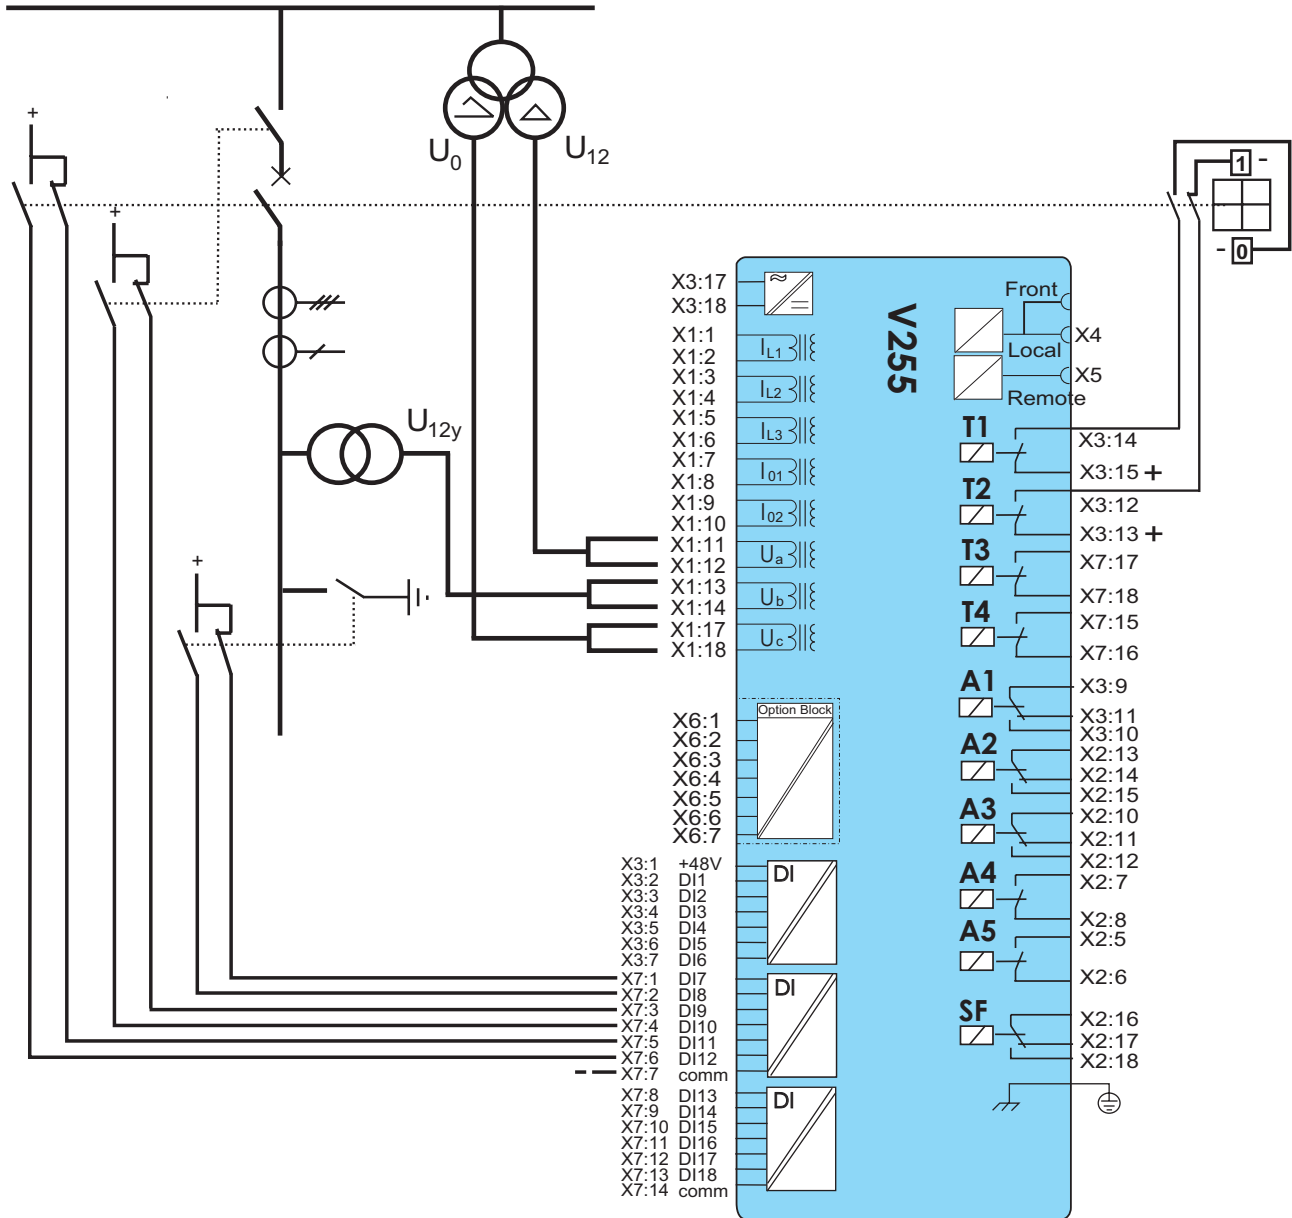 +
+
+
U0
U12
U12y
1 -
- 0
V255
X3:17
X3:18
X1:1
X1:2
X1:3
X1:4
X1:5
X1:6
X1:7
X1:8
X1:9
X1:10
X1:11
X1:12
X1:13
X1:14
X1:17
X1:18
IL1
IL2
IL3
I01
I02
Ua
Ub
Uc
Option Block
X6:1
X6:2
X6:3
X6:4
X6:5
X6:6
X6:7
X3:1 +48V
X3:2 DI1
X3:3 DI2
X3:4 DI3
X3:5 DI4
X3:6 DI5
X3:7 DI6
X7:1 DI7
X7:2 DI8
X7:3 DI9
X7:4 DI10
X7:5 DI11
X7:6 DI12
X7:7 comm
X7:8 DI13
X7:9 DI14
X7:10 DI15
X7:11 DI16
X7:12 DI17
X7:13 DI18
X7:14 comm
DI
DI
DI
Front
X4
Local
X5
Remote
T1
X3:14
X3:15 +
T2
X3:12
X3:13 +
T3
X7:17
X7:18
T4
X7:15
X7:16
A1
X3:9
X3:11
X3:10
A2
X2:13
X2:14
X2:15
A3
X2:10
X2:11
X2:12
A4
X2:7
X2:8
A5
X2:5
X2:6
SF
X2:16
X2:17
X2:18